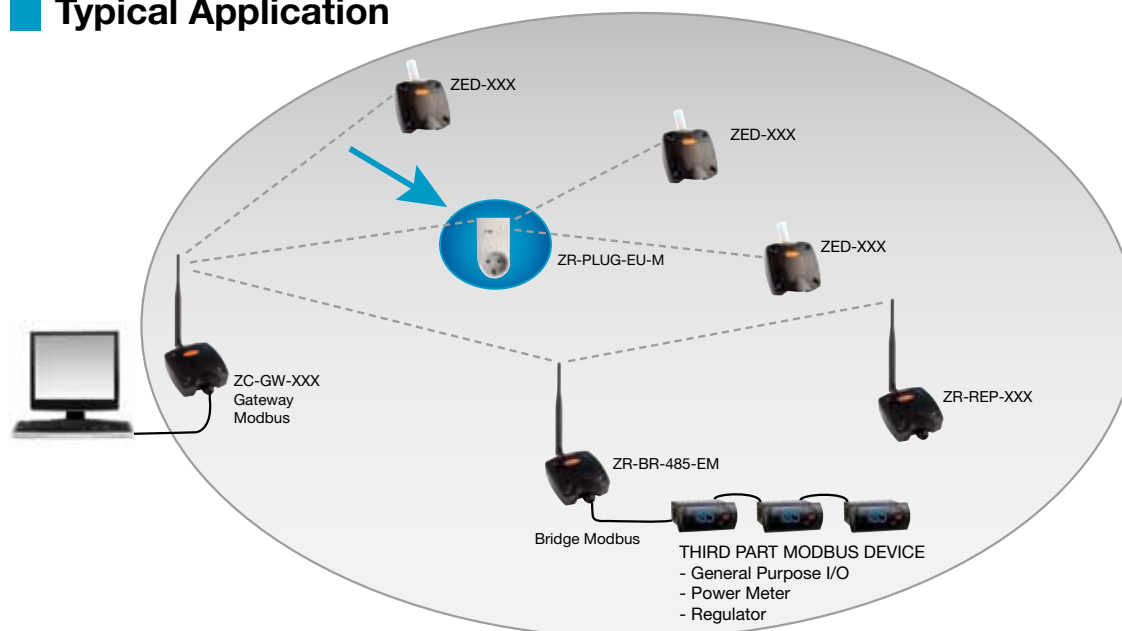 Typical Application
ZED-XXX
ZED-XXX
ZED-XXX
ZR-PLUG-EU-M
ZC-GW-XXX
Gateway
Modbus
ZR-REP-XXX
ZR-BR-485-EM
Bridge Modbus
THIRD PART MODBUS DEVICE
- General Purpose I/O
- Power Meter
- Regulator